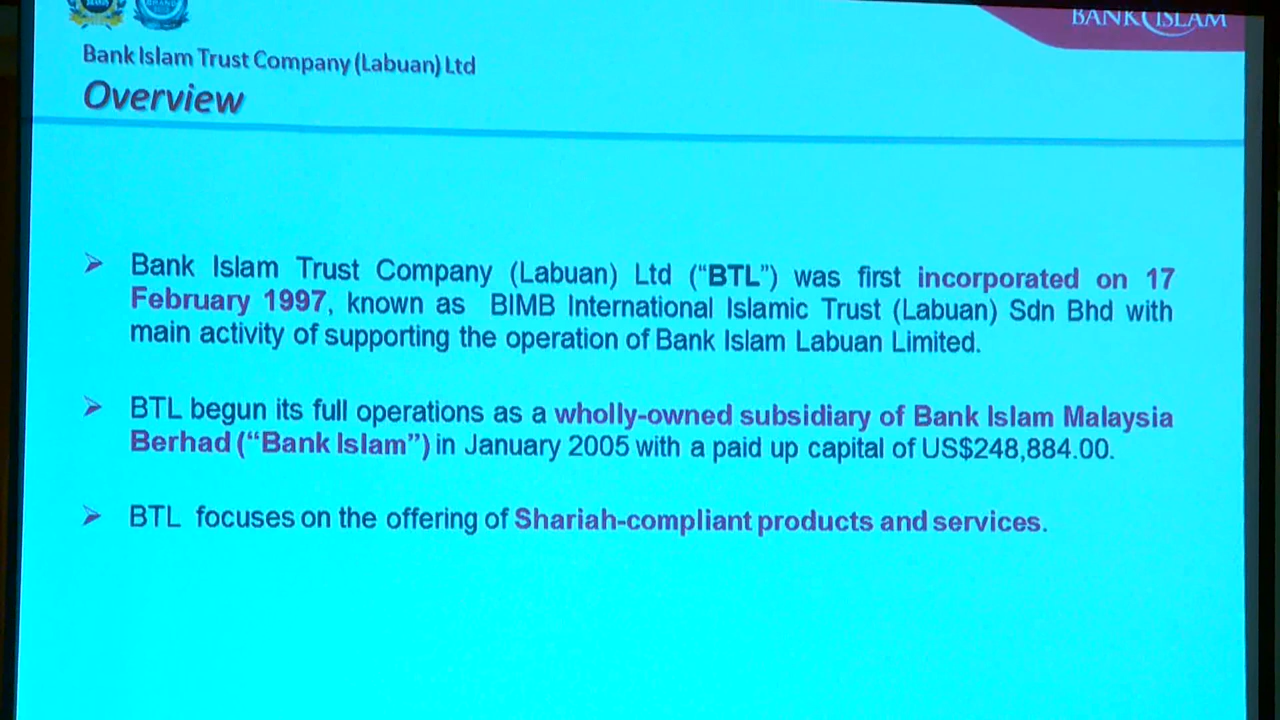 BANK ISLAM
Bank Islam Trust Company (Labuan) Ltd
Overview
➢ Bank Islam Trust Company (Labuan) Ltd (“BTL”) was first incorporated on 17
February 1997, known as BIMB International Islamic Trust (Labuan) Sdn Bhd with
main activity of supporting the operation of Bank Islam Labuan Limited.
➢ BTL begun its full operations as a wholly-owned subsidiary of Bank Islam Malaysia
Berhad (“Bank Islam”) in January 2005 with a paid up capital of US$248,884.00.
➢ BTL focuses on the offering of Shariah-compliant products and services.